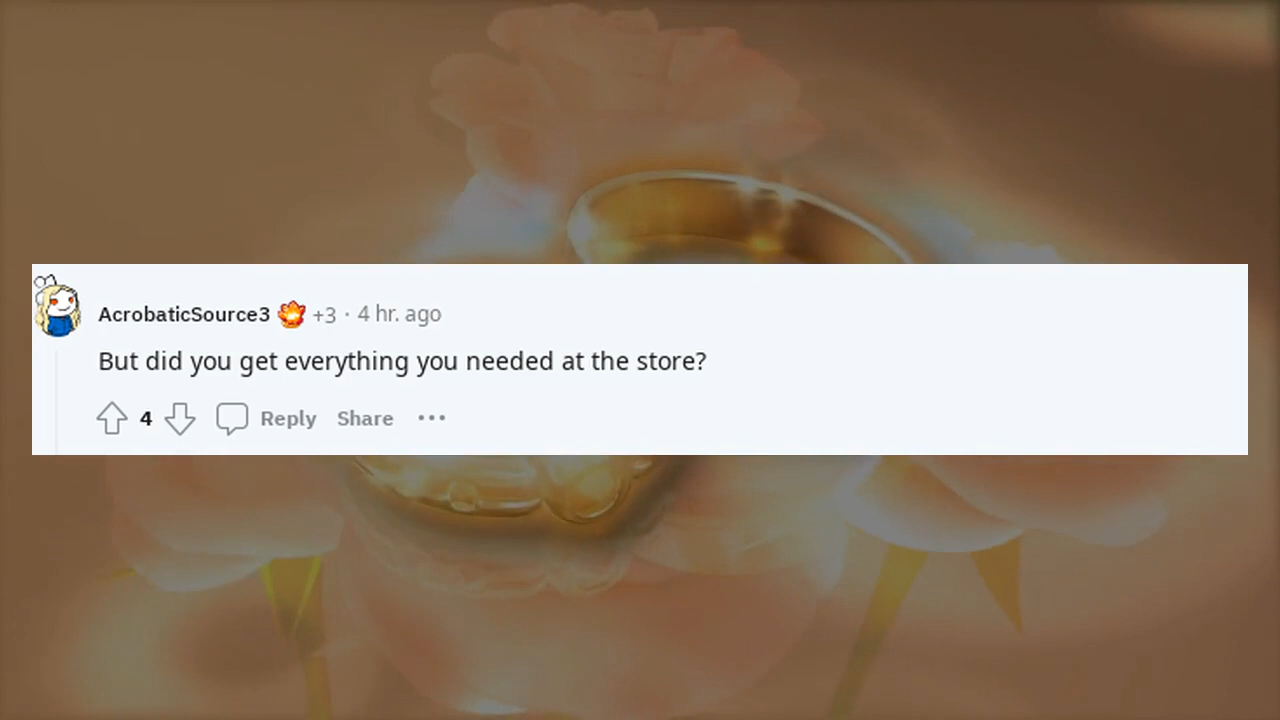 AcrobaticSource3 +3 · 4 hr. ago
But did you get everything you needed at the store?
4 Reply Share ···